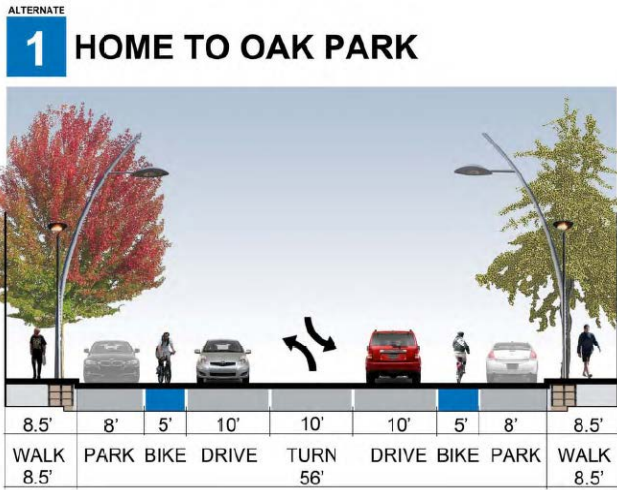 ALTERNATE
1 HOME TO OAK PARK
8.5' 8' 5' 10' 10' 10' 5' 8' 8.5'
WALK PARK BIKE DRIVE TURN DRIVE BIKE PARK WALK
8.5' 56' 8.5'